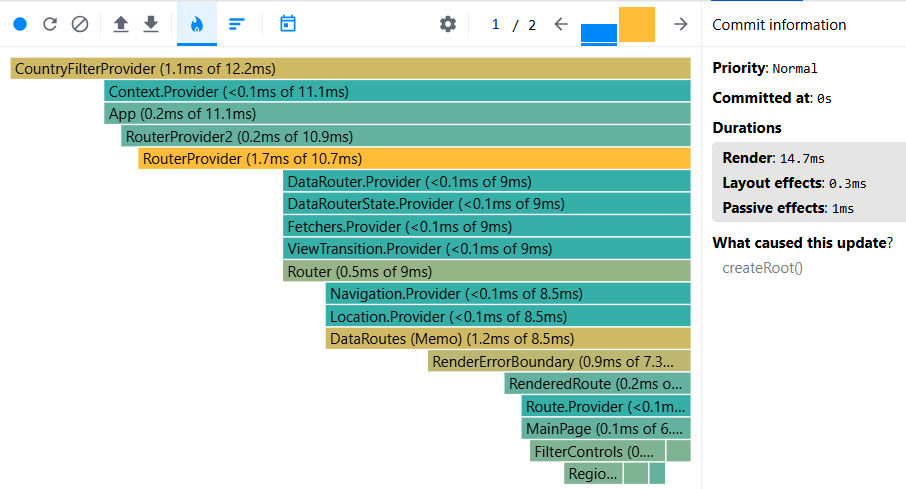 1 / 2
Commit information
CountryFilterProvider (1.1ms of 12.2ms)
Context.Provider (<0.1ms of 11.1ms)
App (0.2ms of 11.1ms)
RouterProvider2 (0.2ms of 10.9ms)
RouterProvider (1.7ms of 10.7ms)
DataRouter.Provider (<0.1ms of 9ms)
DataRouterState.Provider (<0.1ms of 9ms)
Fetchers.Provider (<0.1ms of 9ms)
ViewTransition.Provider (<0.1ms of 9ms)
Router (0.5ms of 9ms)
Navigation.Provider (<0.1ms of 8.5ms)
Location.Provider (<0.1ms of 8.5ms)
DataRoutes (Memo) (1.2ms of 8.5ms)
RenderErrorBoundary (0.9ms of 7.3...
RenderedRoute (0.2ms o...
Route.Provider (<0.1m...
MainPage (0.1ms of 6....
FilterControls (0....
Regio...
Priority: Normal
Committed at: 0s
Durations
Render: 14.7ms
Layout effects: 0.3ms
Passive effects: 1ms
What caused this update?
createRoot()